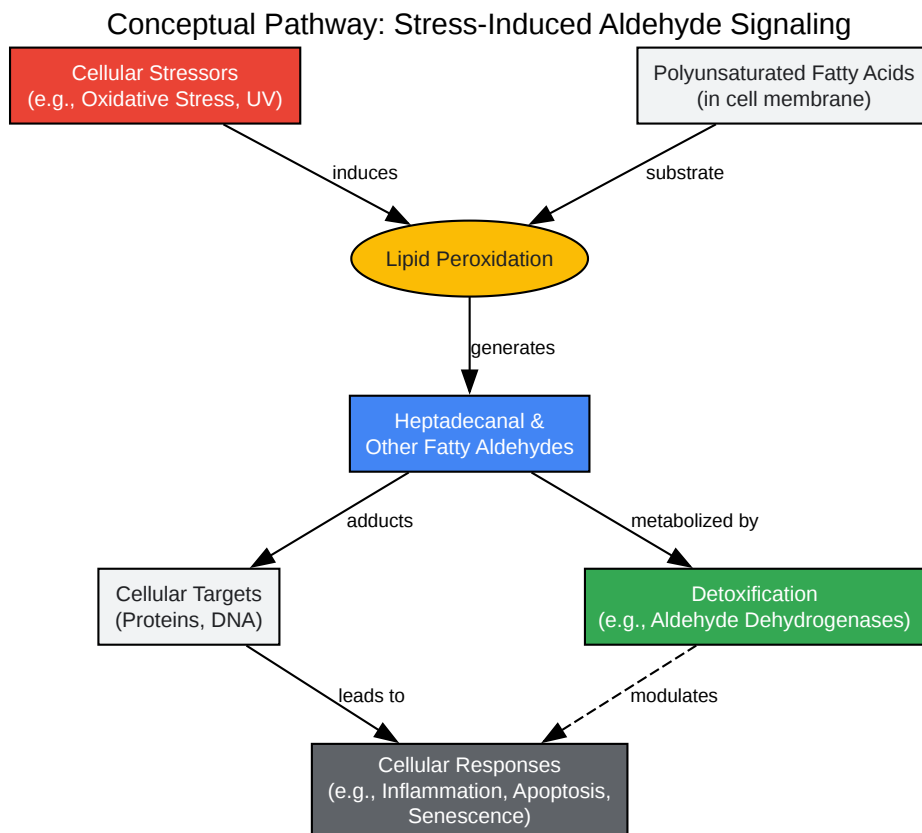 Conceptual Pathway: Stress-Induced Aldehyde Signaling
Cellular Stressors
(e.g., Oxidative Stress, UV)
Polyunsaturated Fatty Acids
(in cell membrane)
induces
substrate
Lipid Peroxidation
generates
Heptadecanal &
Other Fatty Aldehydes
adducts
metabolized by
Cellular Targets
(Proteins, DNA)
Detoxification
(e.g., Aldehyde Dehydrogenases)
leads to
modulates
Cellular Responses
(e.g., Inflammation, Apoptosis,
Senescence)